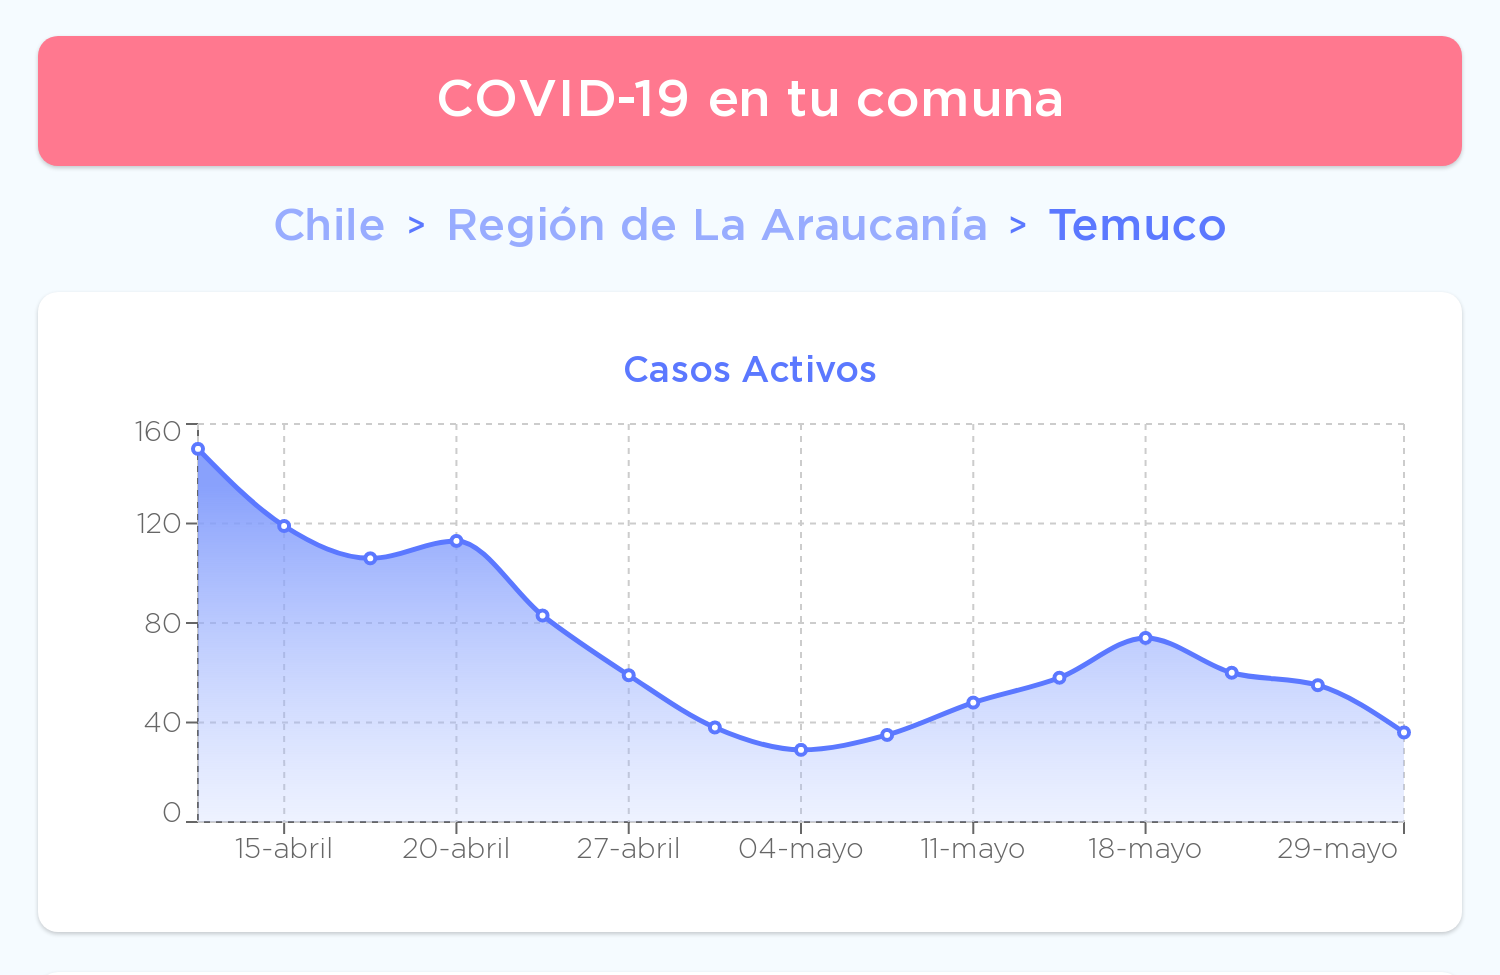 COVID-19 en tu comuna
Chile > Región de La Araucanía > Temuco
Casos Activos
160
120
80
40
0
15-abril 20-abril 27-abril 04-mayo 11-mayo 18-mayo 29-mayo